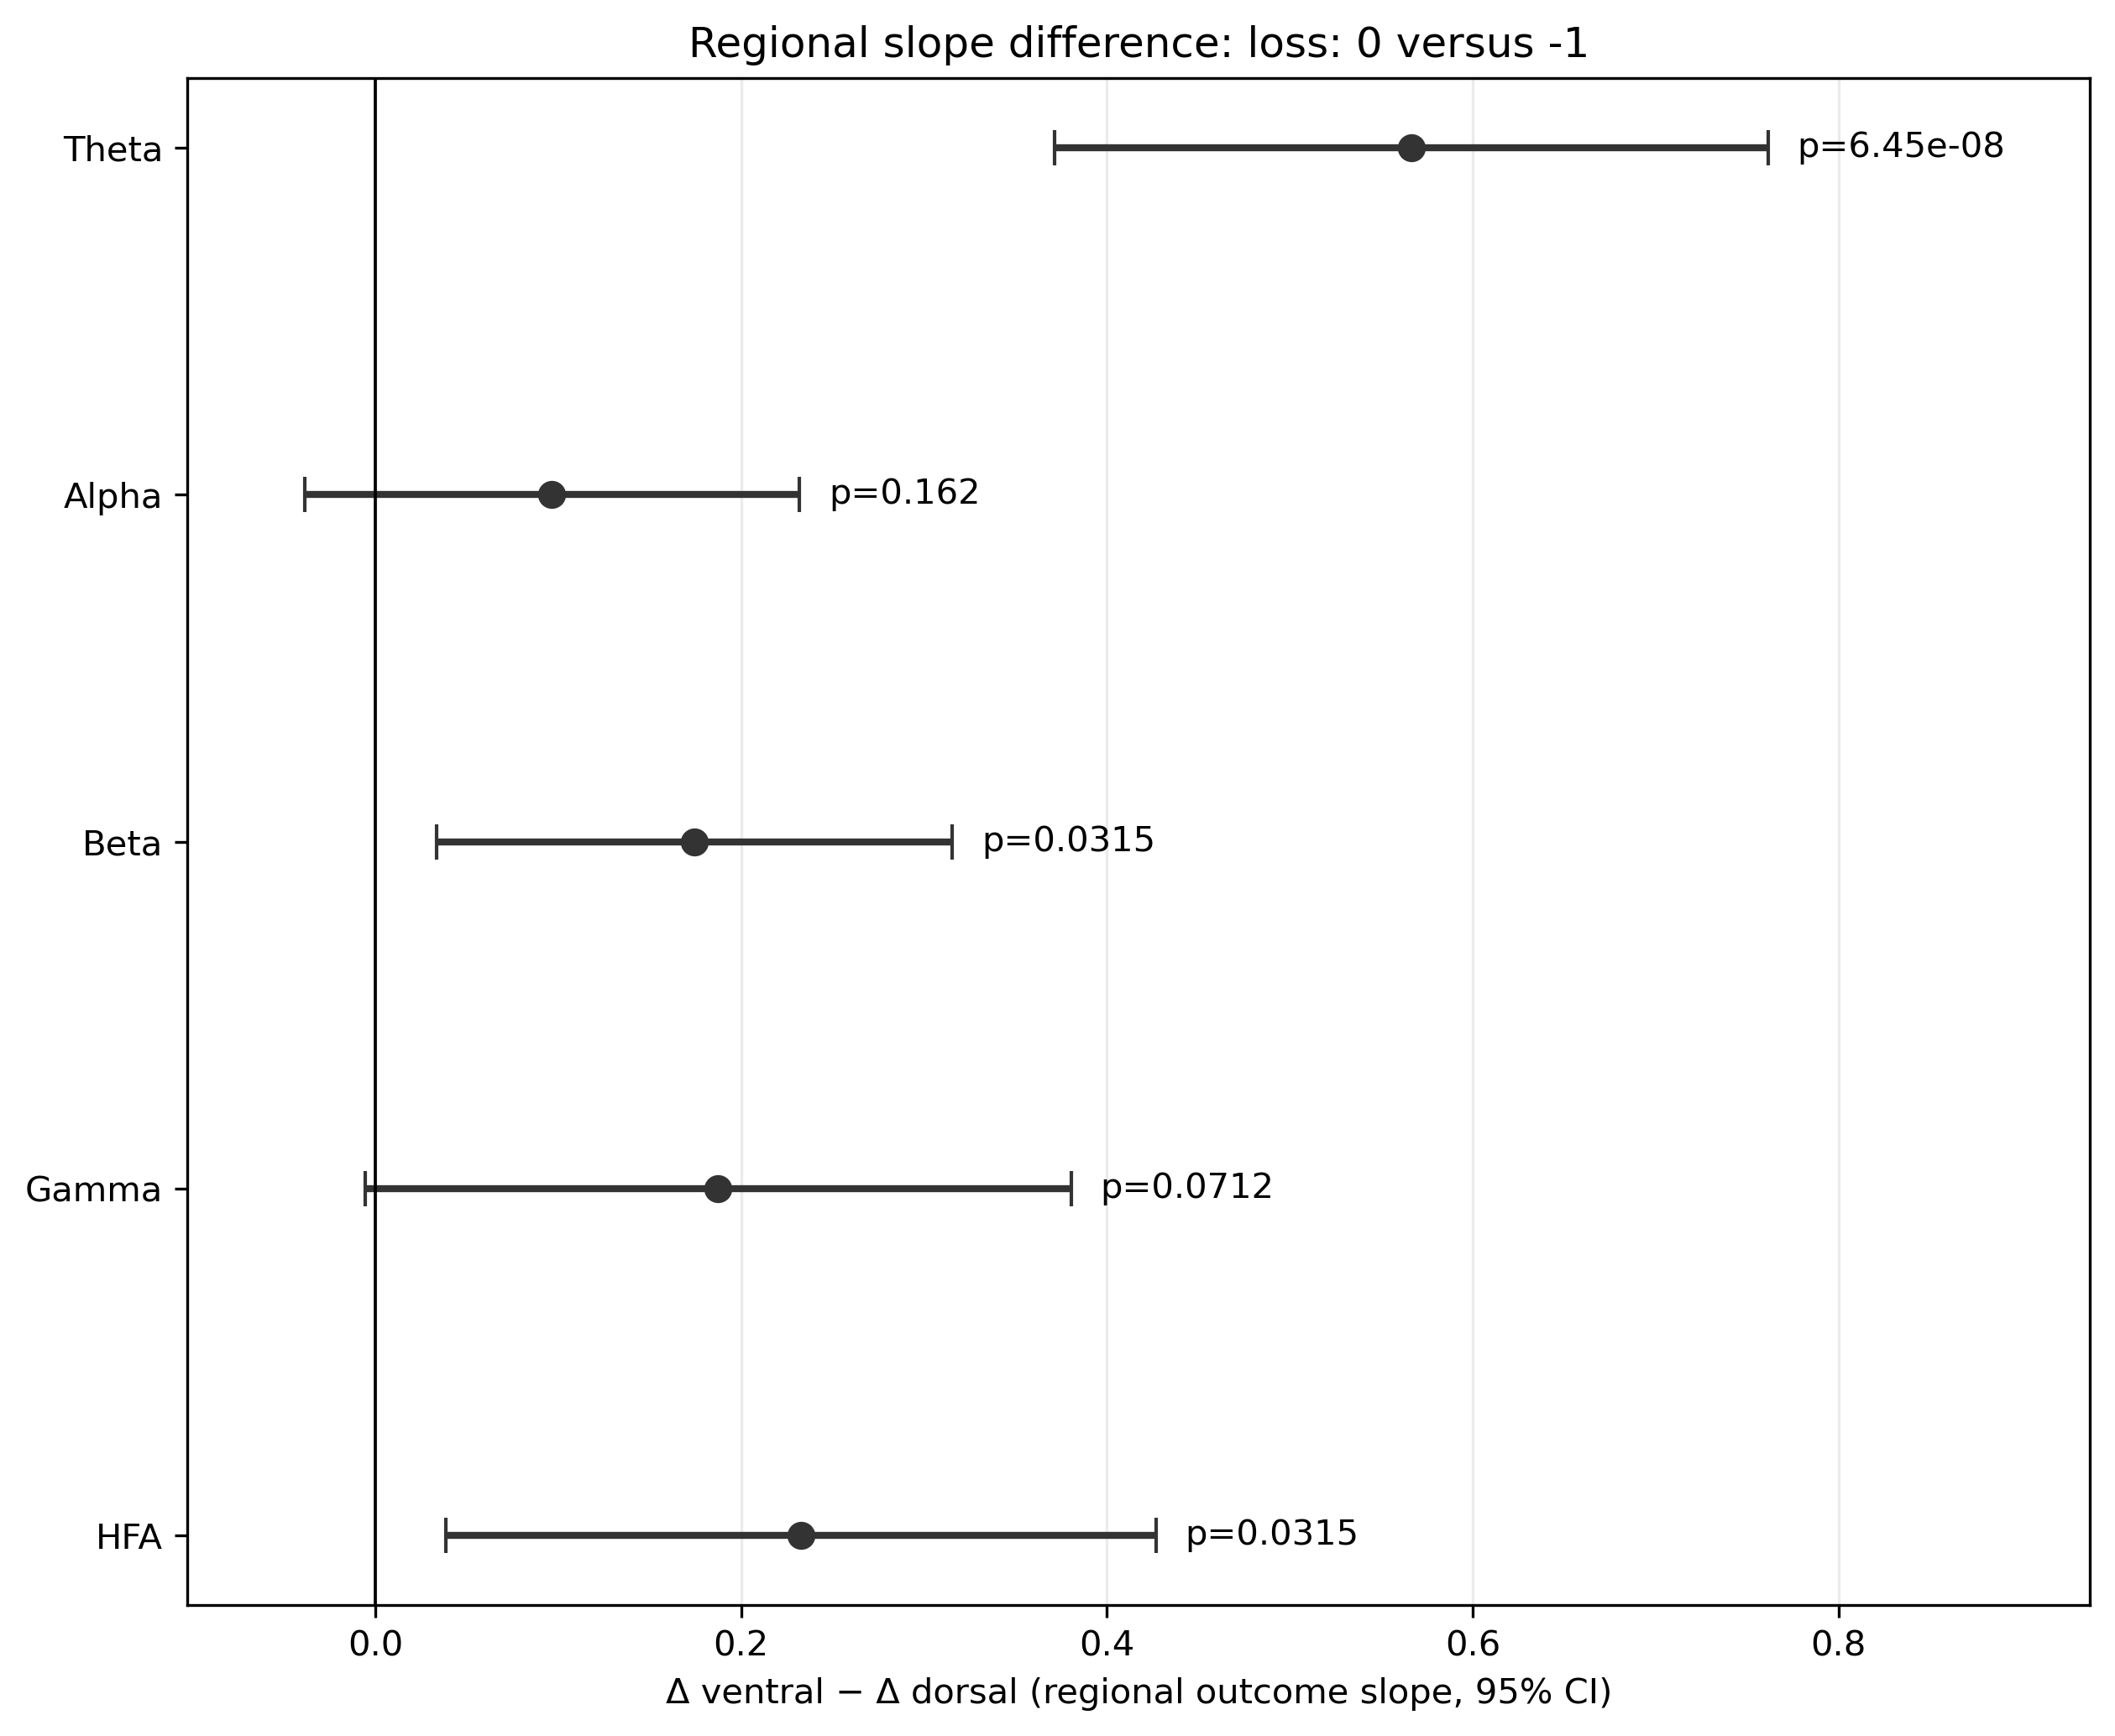 Regional slope difference: loss: 0 versus -1
Theta
p=6.45e-08
Alpha
p=0.162
Beta
p=0.0315
Gamma
p=0.0712
HFA
p=0.0315
0.0 0.2 0.4 0.6 0.8
Δ ventral − Δ dorsal (regional outcome slope, 95% CI)